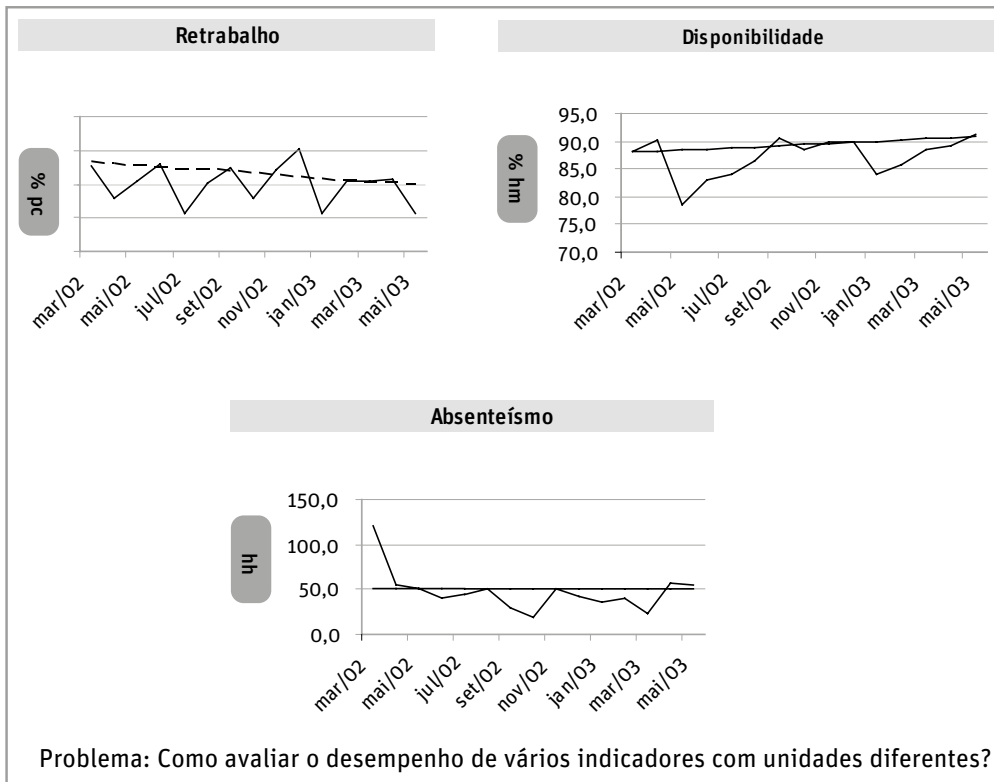 Retrabalho
% pc
mar/02
mai/02
jul/02
set/02
nov/02
jan/03
mar/03
mai/03
Disponibilidade
% hm
95,0
90,0
85,0
80,0
75,0
70,0
mar/02
mai/02
jul/02
set/02
nov/02
jan/03
mar/03
mai/03
Absenteísmo
hh
150,0
100,0
50,0
0,0
mar/02
mai/02
jul/02
set/02
nov/02
jan/03
mar/03
mai/03
Problema: Como avaliar o desempenho de vários indicadores com unidades diferentes?